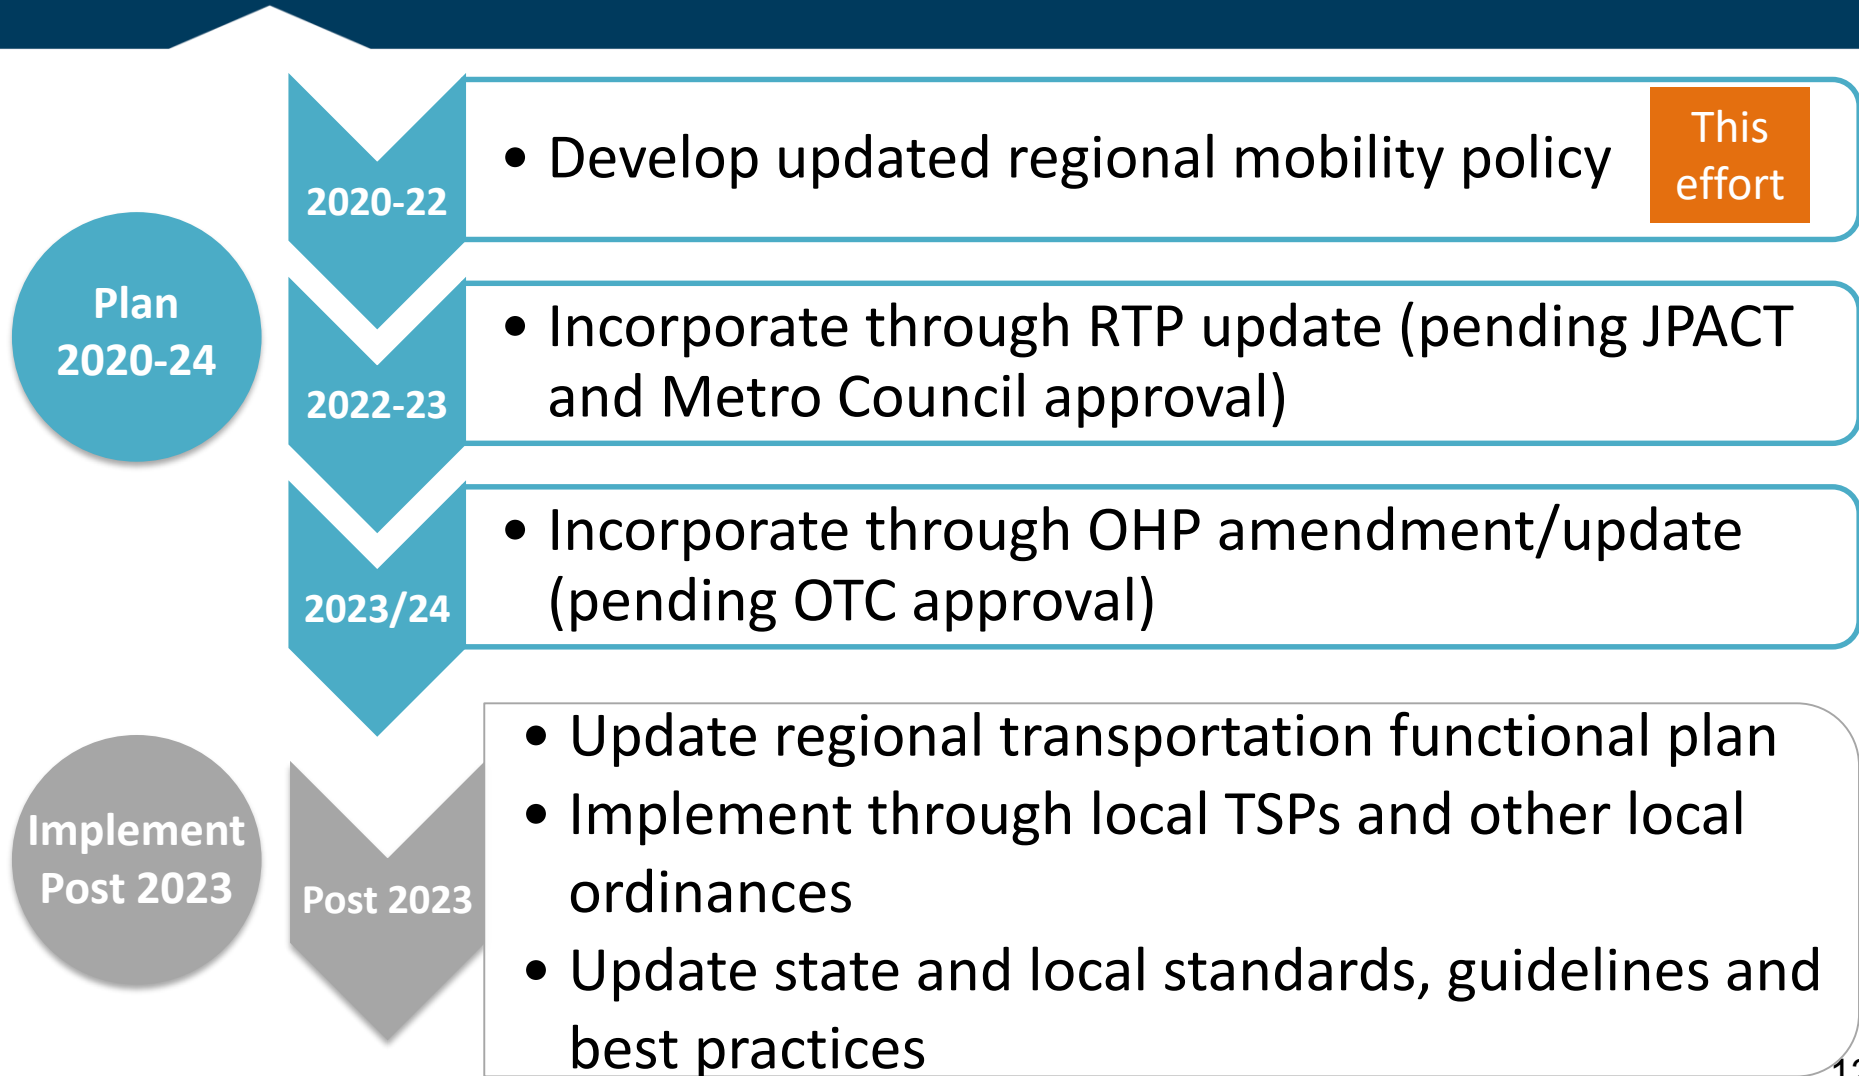 Plan
2020-24
2020-22
• Develop updated regional mobility policy
This
effort
2022-23
• Incorporate through RTP update (pending JPACT
and Metro Council approval)
2023/24
• Incorporate through OHP amendment/update
(pending OTC approval)
Implement
Post 2023
Post 2023
• Update regional transportation functional plan
• Implement through local TSPs and other local
ordinances
• Update state and local standards, guidelines and
best practices